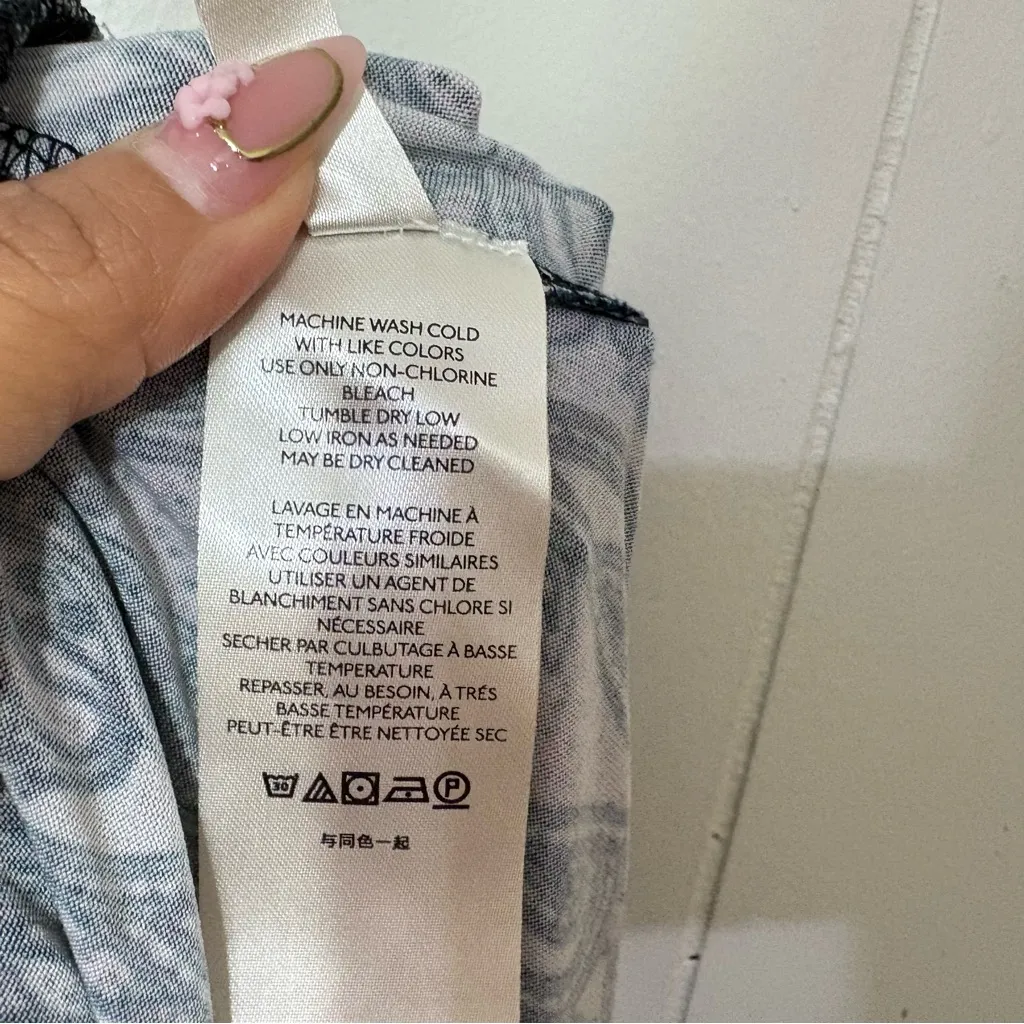 MACHINE WASH COLD
WITH LIKE COLORS
USE ONLY NON-CHLORINE
BLEACH
TUMBLE DRY LOW
LOW IRON AS NEEDED
MAY BE DRY CLEANED
LAVAGE EN MACHINE À
TEMPÉRATURE FROIDE
AVEC COULEURS SIMILAIRES
UTILISER UN AGENT DE
BLANCHIMENT SANS CHLORE SI
NÉCESSAIRE
SECHER PAR CULBUTAGE À BASSE
TEMPERATURE
REPASSER, AU BESOIN, À TRÉS
BASSE TEMPÉRATURE
PEUT-ÊTRE ÊTRE NETTOYÉE SEC
30 P
与同色一起